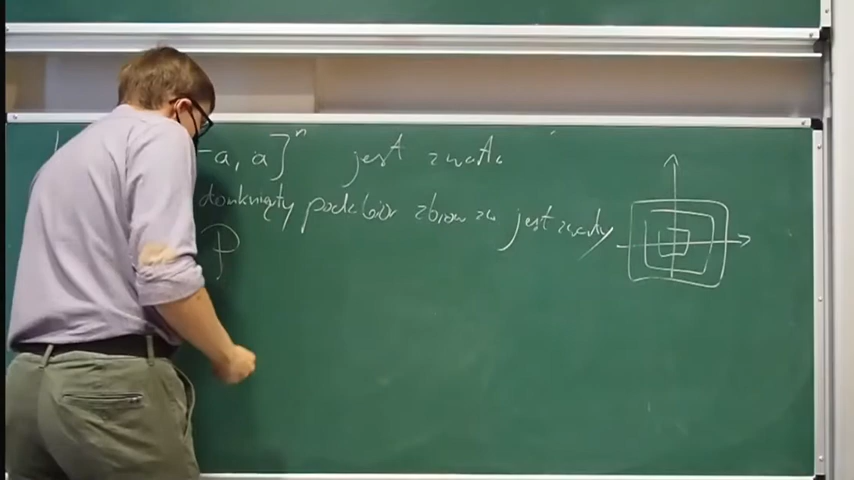 -a, a]ⁿ jest zwarta
domknięty podzbiór zbioru zw jest zwarty
P